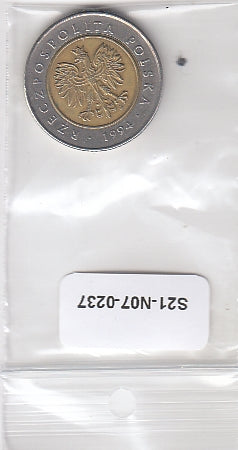 RZECZPOSPOLITA POLSKA
1994
S21-N07-0237